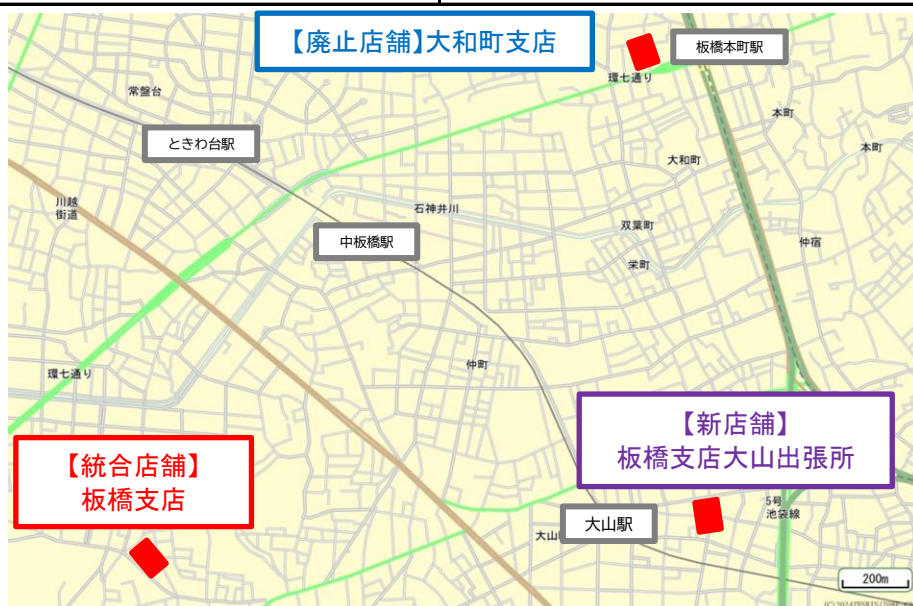 【廃止店舗】大和町支店
板橋本町駅
環七通り
常盤台
本町
ときわ台駅
本町
大和町
川越
街道
石神井川
双葉町
中板橋駅
仲宿
栄町
仲町
環七通り
【新店舗】
板橋支店大山出張所
【統合店舗】
板橋支店
5号
池袋線
大山駅
大山
200m